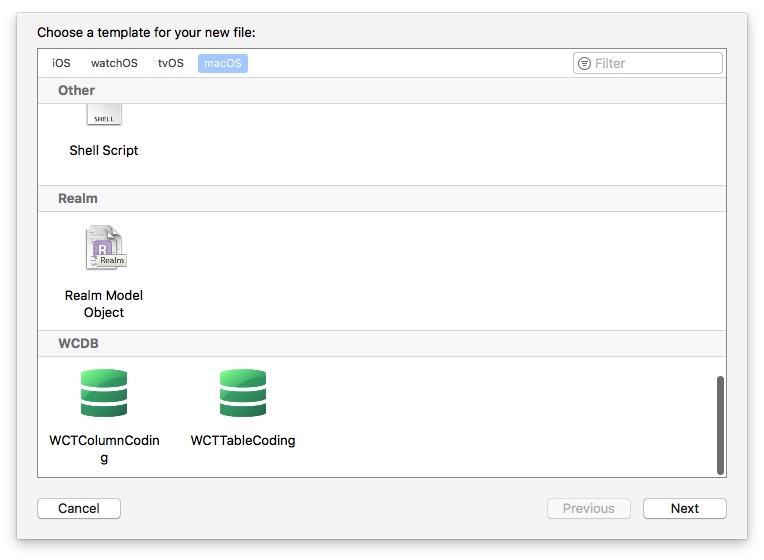 Choose a template for your new file:
iOS watchOS tvOS macOS Filter
Other
SHELL
Shell Script
Realm
R
Realm
Realm Model
Object
WCDB
WCTColumnCodin
g
WCTTableCoding
Cancel Previous Next